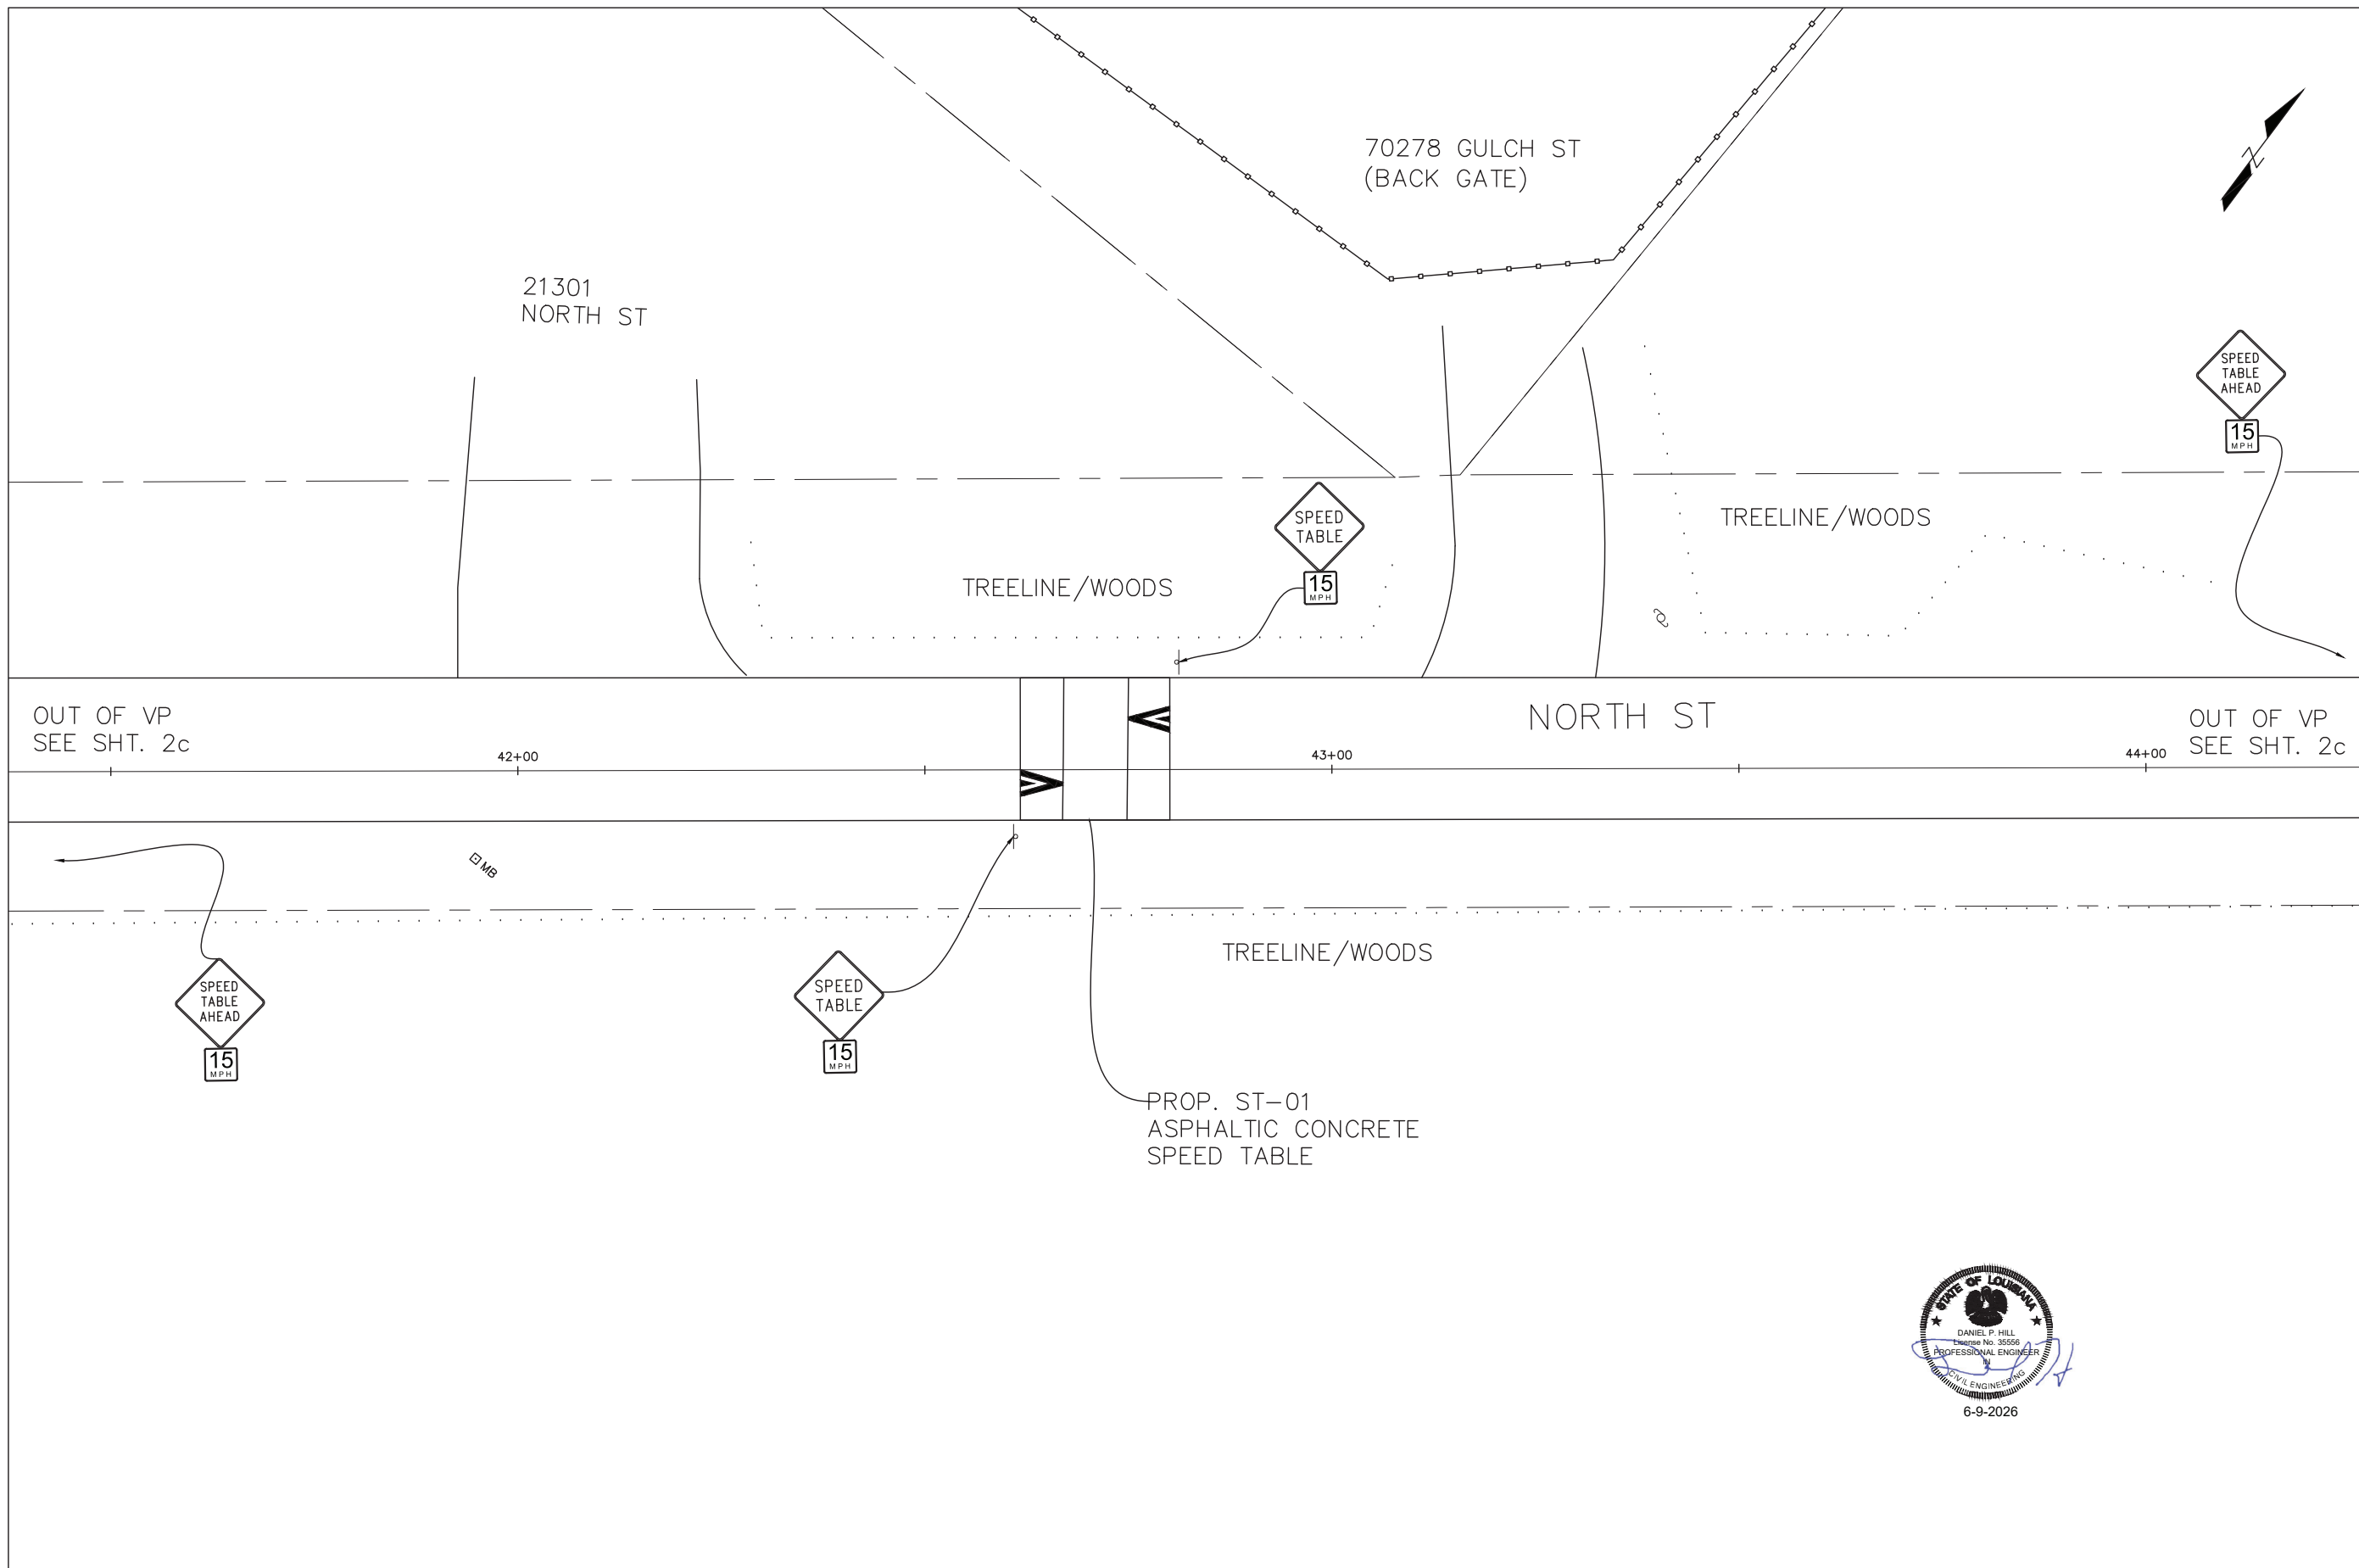 70278 GULCH ST
(BACK GATE)
N
21301
NORTH ST
SPEED
TABLE
AHEAD
15
MPH
SPEED
TABLE
15
MPH
TREELINE/WOODS
TREELINE/WOODS
OUT OF VP
SEE SHT. 2c
NORTH ST
OUT OF VP
SEE SHT. 2c
42+00
43+00
44+00
MB
TREELINE/WOODS
SPEED
TABLE
AHEAD
15
MPH
SPEED
TABLE
15
MPH
PROP. ST-01
ASPHALTIC CONCRETE
SPEED TABLE
STATE OF LOUISIANA
DANIEL P. HILL
License No. 35556
PROFESSIONAL ENGINEER
IN
CIVIL ENGINEERING
6-9-2026